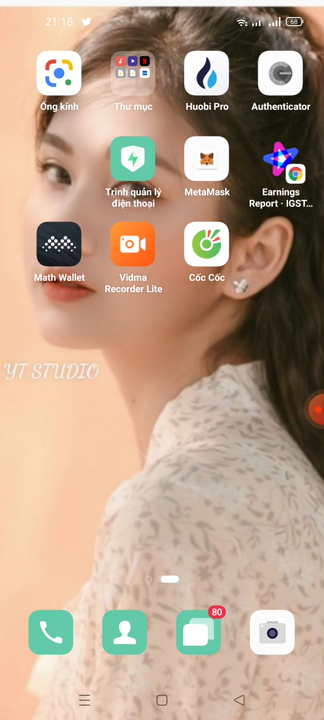 21:18
68
Ống kính
Thư mục
Huobi Pro
Authenticator
Trình quản lý
điện thoại
MetaMask
Earnings
Report · IGST...
Math Wallet
Vidma
Recorder Lite
Cốc Cốc
YT STUDIO
80